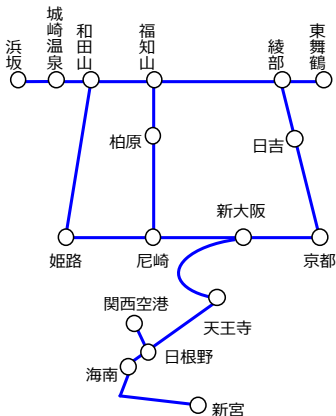 浜坂
城崎温泉
和田山
福知山
綾部
東舞鶴
柏原
日吉
新大阪
姫路
尼崎
京都
関西空港
天王寺
日根野
海南
新宮